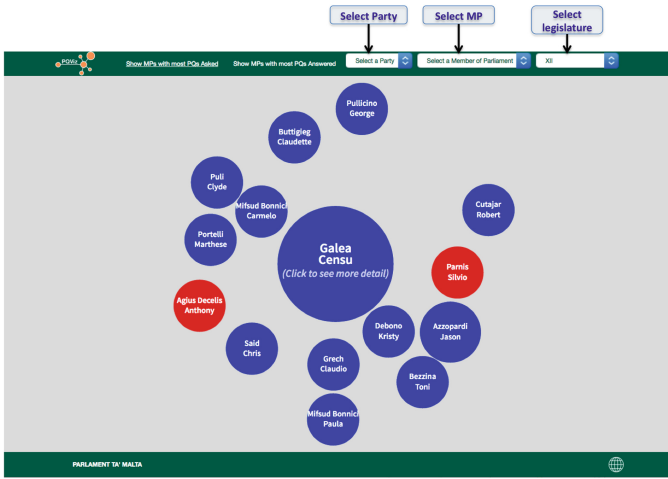 Select Party
Select MP
Select
legislature
PQViz
Show MPs with most PQs Asked
Show MPs with most PQs Answered
Select a Party
Select a Member of Parliament
XII
Pullicino
George
Buttigieg
Claudette
Puli
Clyde
Mifsud Bonnici
Carmelo
Cutajar
Robert
Portelli
Marthese
Galea
Censu
(Click to see more detail)
Parnis
Silvio
Agius Decelis
Anthony
Debono
Kristy
Azzopardi
Jason
Said
Chris
Grech
Claudio
Bezzina
Toni
Mifsud Bonnici
Paula
PARLAMENT TA' MALTA